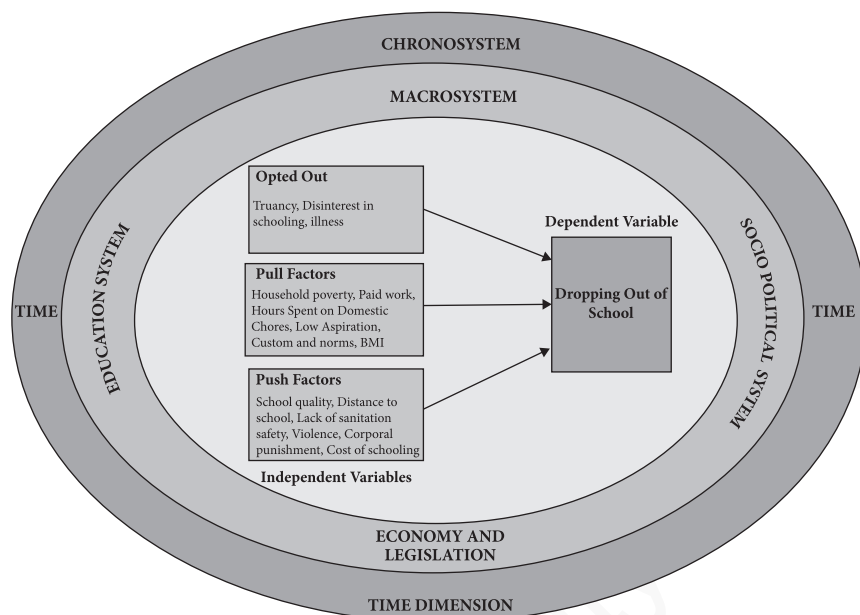 CHRONOSYSTEM
MACROSYSTEM
Opted Out
Truancy, Disinterest in
schooling, illness
Dependent Variable
Dropping Out of
School
Pull Factors
Household poverty, Paid work,
Hours Spent on Domestic
Chores, Low Aspiration,
Custom and norms, BMI
Push Factors
School quality, Distance to
school, Lack of sanitation
safety, Violence, Corporal
punishment, Cost of schooling
Independent Variables
TIME
EDUCATION SYSTEM
SOCIO POLITICAL SYSTEM
TIME
ECONOMY AND
LEGISLATION
TIME DIMENSION